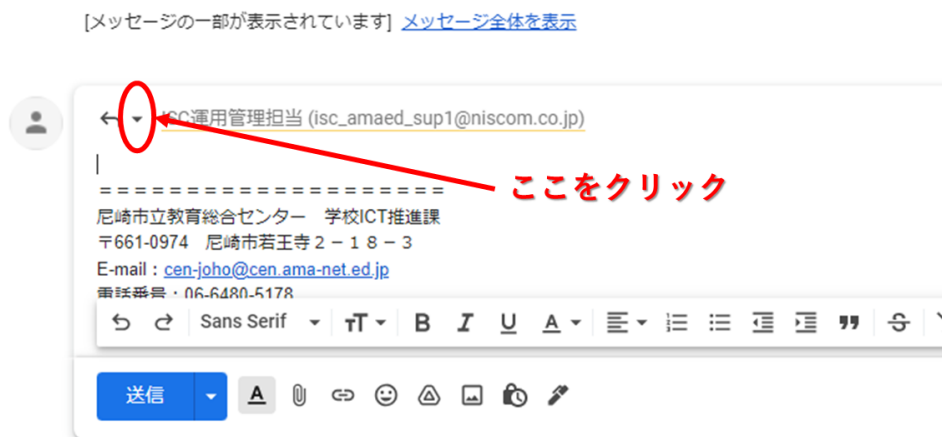 [メッセージの一部が表示されています] メッセージ全体を表示
ISC運用管理担当 (isc_amaed_sup1@niscom.co.jp)
ここをクリック
====================
尼崎市立教育総合センター　学校ICT推進課
〒661-0974　尼崎市若王寺２－１８－３
E-mail：cen-joho@cen.ama-net.ed.jp
電話番号：06-6480-5178
Sans Serif
送信